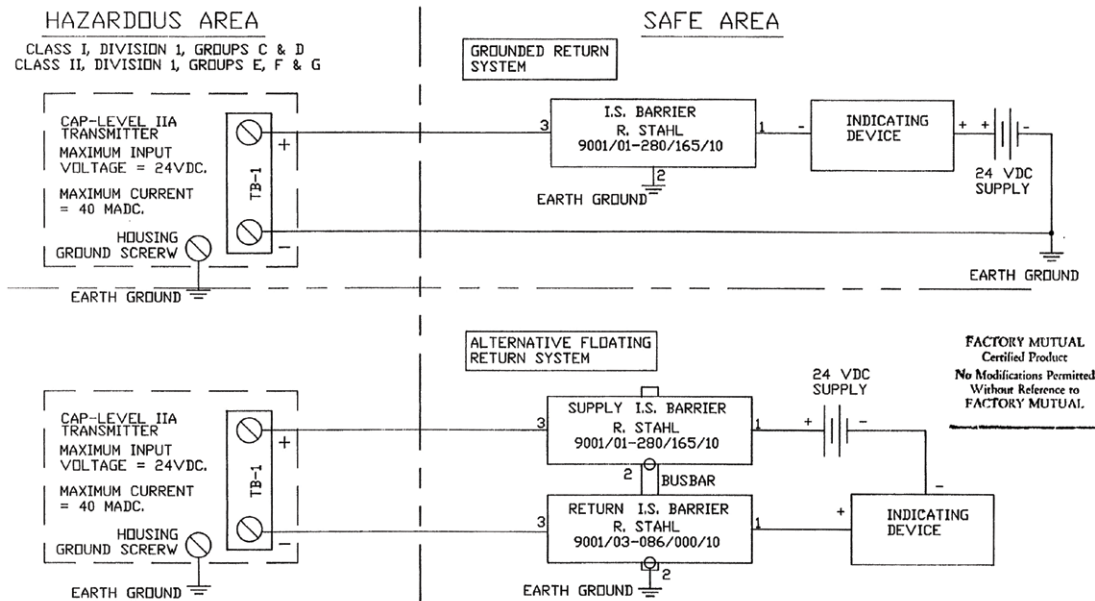 HAZARDOUS AREA
CLASS I, DIVISION 1, GROUPS C & D
CLASS II, DIVISION 1, GROUPS E, F & G
SAFE AREA
GROUNDED RETURN
SYSTEM
CAP-LEVEL IIA
TRANSMITTER
MAXIMUM INPUT
VOLTAGE = 24VDC.
MAXIMUM CURRENT
= 40 MADC.
HOUSING
GROUND SCRERW
TB-1
+
-
EARTH GROUND
3
I.S. BARRIER
R. STAHL
9001/01-280/165/10
1
2
EARTH GROUND
-
INDICATING
DEVICE
+
+
-
24 VDC
SUPPLY
EARTH GROUND
ALTERNATIVE FLOATING
RETURN SYSTEM
CAP-LEVEL IIA
TRANSMITTER
MAXIMUM INPUT
VOLTAGE = 24VDC.
MAXIMUM CURRENT
= 40 MADC.
HOUSING
GROUND SCREW
TB-1
+
-
EARTH GROUND
3
SUPPLY I.S. BARRIER
R. STAHL
9001/01-280/165/10
1
2
BUSBAR
3
RETURN I.S. BARRIER
R. STAHL
9001/03-086/000/10
1
2
EARTH GROUND
24 VDC
SUPPLY
+
-
-
+
INDICATING
DEVICE
FACTORY MUTUAL
Certified Product
No Modifications Permitted
Without Reference to
FACTORY MUTUAL